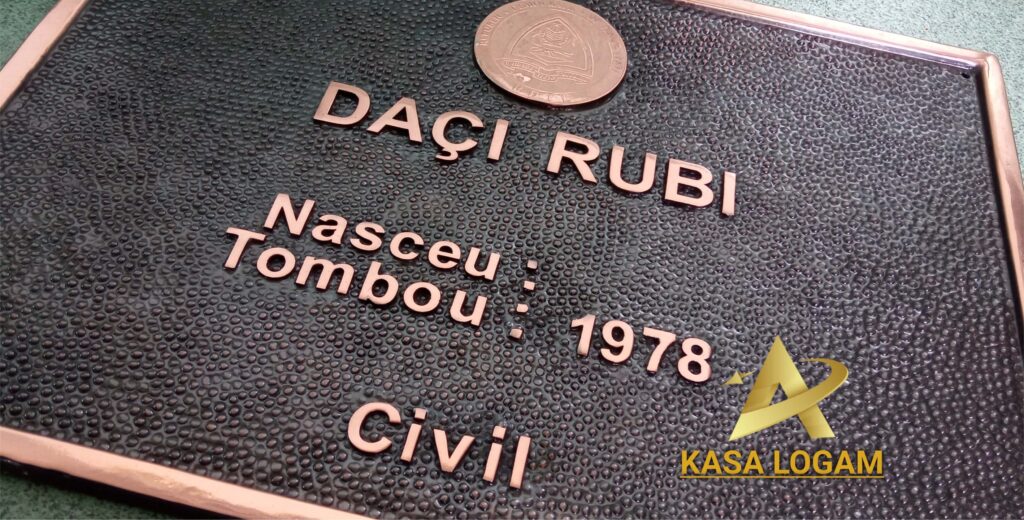 DAÇI RUBI
Nasceu :
Tombou : 1978
Civil
KASA LOGAM